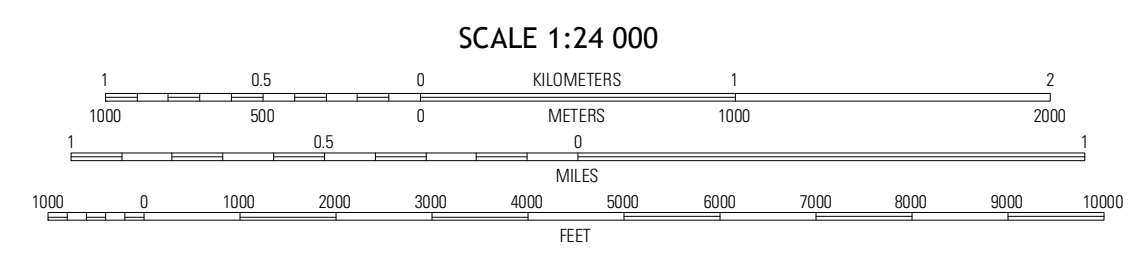 SCALE 1:24 000
1 0.5 0 KILOMETERS 1 2
1000 500 0 METERS 1000 2000
1 0.5 0 1
MILES
1000 0 1000 2000 3000 4000 5000 6000 7000 8000 9000 10000
FEET